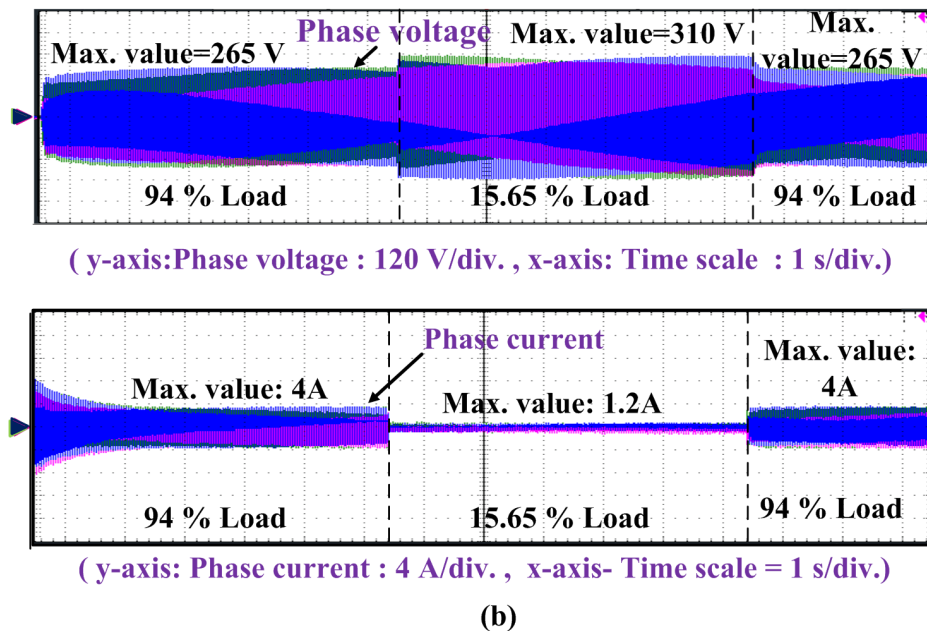 Max. value=265 V
Phase voltage
Max. value=310 V
Max.
value=265 V
94 % Load
15.65% Load
94 % Load
( y-axis:Phase voltage : 120 V/div. , x-axis: Time scale : 1 s/div.)
Phase current
Max. value: 4A
Max. value: 1.2A
Max. value:
4A
94 % Load
15.65% Load
94 % Load
( y-axis: Phase current : 4 A/div. , x-axis- Time scale = 1 s/div.)
(b)